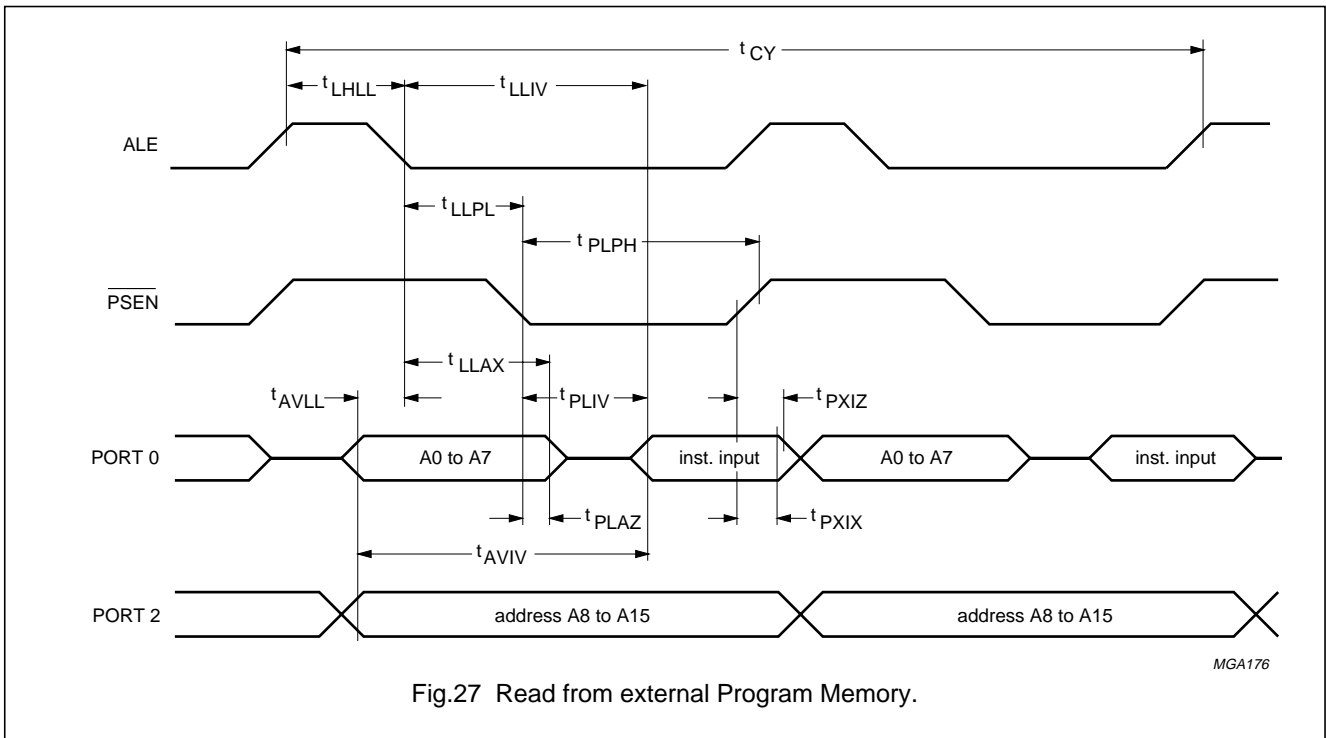 t CY
t LHLL
t LLIV
ALE
t LLPL
t PLPH
PSEN
t LLAX
t AVLL
t PLIV
t PXIZ
PORT 0
A0 to A7
inst. input
A0 to A7
inst. input
t PLAZ
t PXIX
t AVIV
PORT 2
address A8 to A15
address A8 to A15
MGA176
Fig.27 Read from external Program Memory.